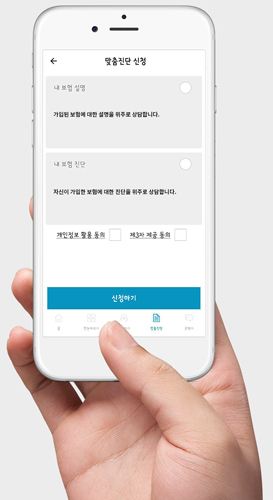 맞춤진단 신청
내 보험 설명
가입된 보험에 대한 설명을 위주로 상담합니다.
내 보험 진단
자신이 가입한 보험에 대한 진단을 위주로 상담합니다.
개인정보 활용 동의 제3자 제공 동의
신청하기
홈 맞춤진단